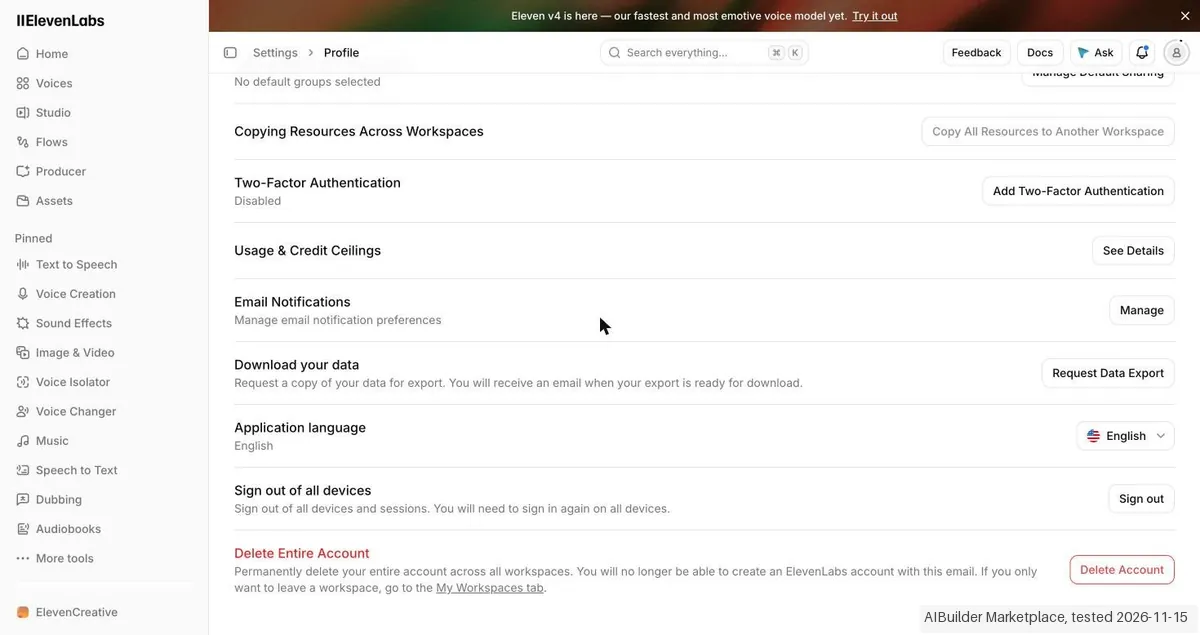 IIElevenLabs
Eleven v4 is here — our fastest and most emotive voice model yet. Try it out
Home
Voices
Studio
Flows
Producer
Assets
Pinned
Text to Speech
Voice Creation
Sound Effects
Image & Video
Voice Isolator
Voice Changer
Music
Speech to Text
Dubbing
Audiobooks
More tools
ElevenCreative
Settings > Profile
Search everything... ⌘ K
Feedback
Docs
Ask
No default groups selected
Manage Default Sharing
Copying Resources Across Workspaces
Copy All Resources to Another Workspace
Two-Factor Authentication
Disabled
Add Two-Factor Authentication
Usage & Credit Ceilings
See Details
Email Notifications
Manage email notification preferences
Manage
Download your data
Request a copy of your data for export. You will receive an email when your export is ready for download.
Request Data Export
Application language
English
English
Sign out of all devices
Sign out of all devices and sessions. You will need to sign in again on all devices.
Sign out
Delete Entire Account
Permanently delete your entire account across all workspaces. You will no longer be able to create an ElevenLabs account with this email. If you only
want to leave a workspace, go to the My Workspaces tab.
Delete Account
AIBuilder Marketplace, tested 2026-11-15